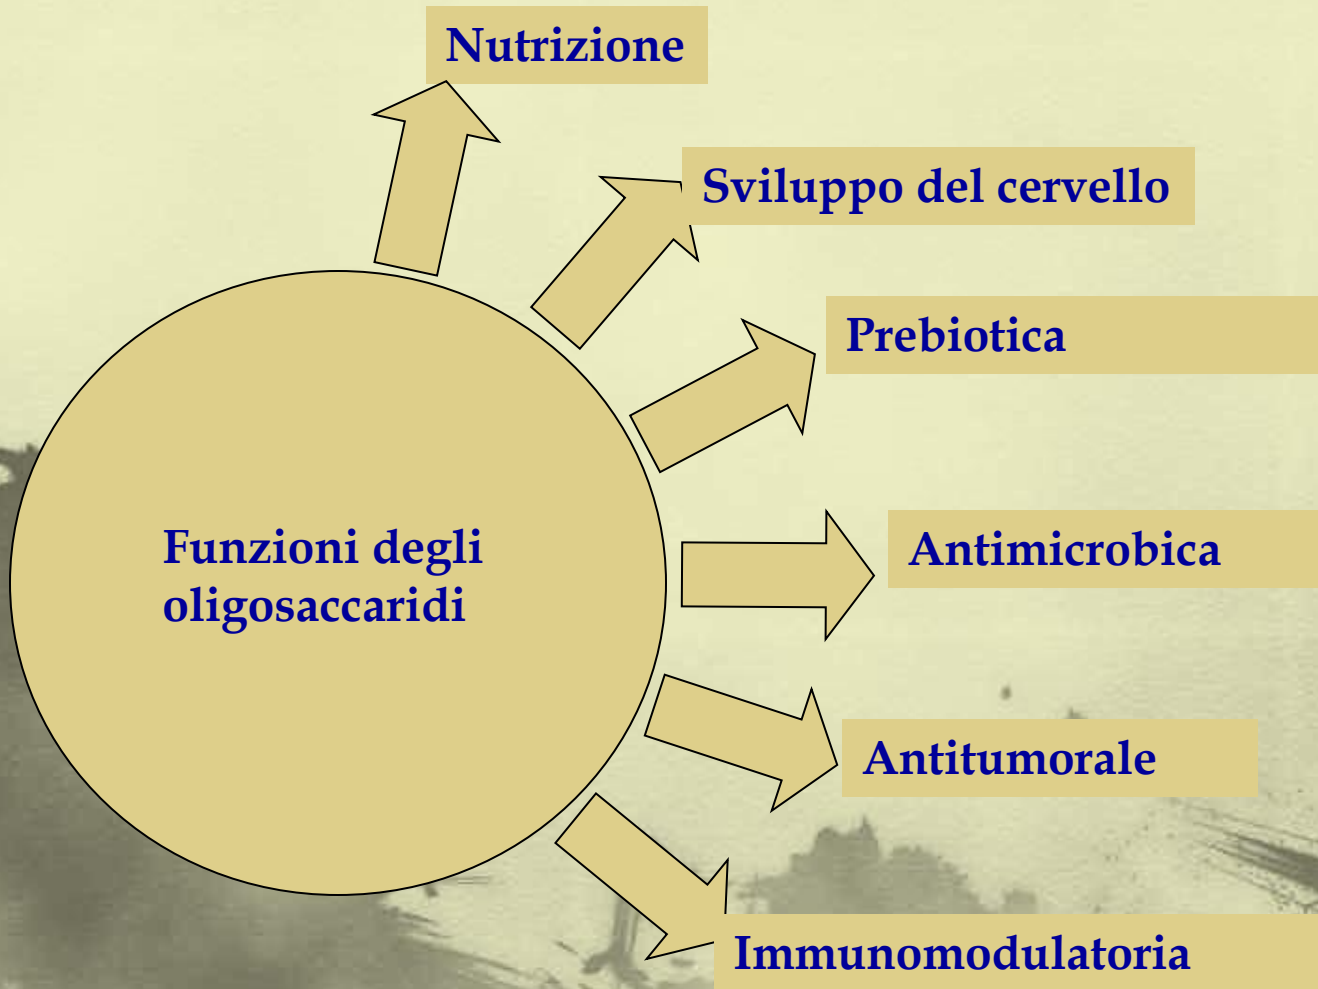 Nutrizione
Sviluppo del cervello
Prebiotica
Funzioni degli
oligosaccaridi
Antimicrobica
Antitumorale
Immunomodulatoria